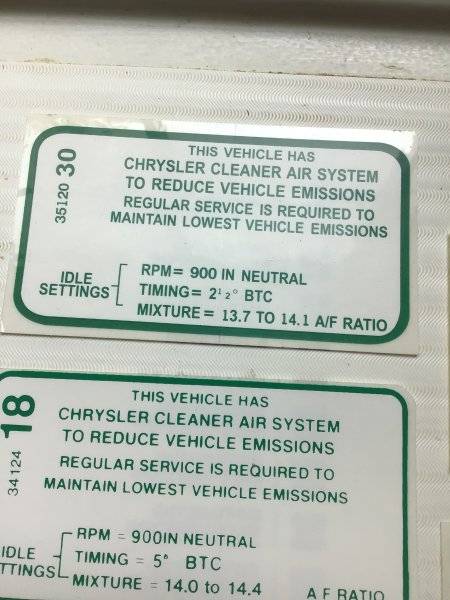 35120 30
THIS VEHICLE HAS
CHRYSLER CLEANER AIR SYSTEM
TO REDUCE VEHICLE EMISSIONS
REGULAR SERVICE IS REQUIRED TO
MAINTAIN LOWEST VEHICLE EMISSIONS
IDLE
SETTINGS
RPM= 900 IN NEUTRAL
TIMING= 2 1/2° BTC
MIXTURE= 13.7 TO 14.1 A/F RATIO
34124 18
THIS VEHICLE HAS
CHRYSLER CLEANER AIR SYSTEM
TO REDUCE VEHICLE EMISSIONS
REGULAR SERVICE IS REQUIRED TO
MAINTAIN LOWEST VEHICLE EMISSIONS
IDLE
TTINGS
RPM = 900IN NEUTRAL
TIMING = 5° BTC
MIXTURE = 14.0 to 14.4 A F RATIO